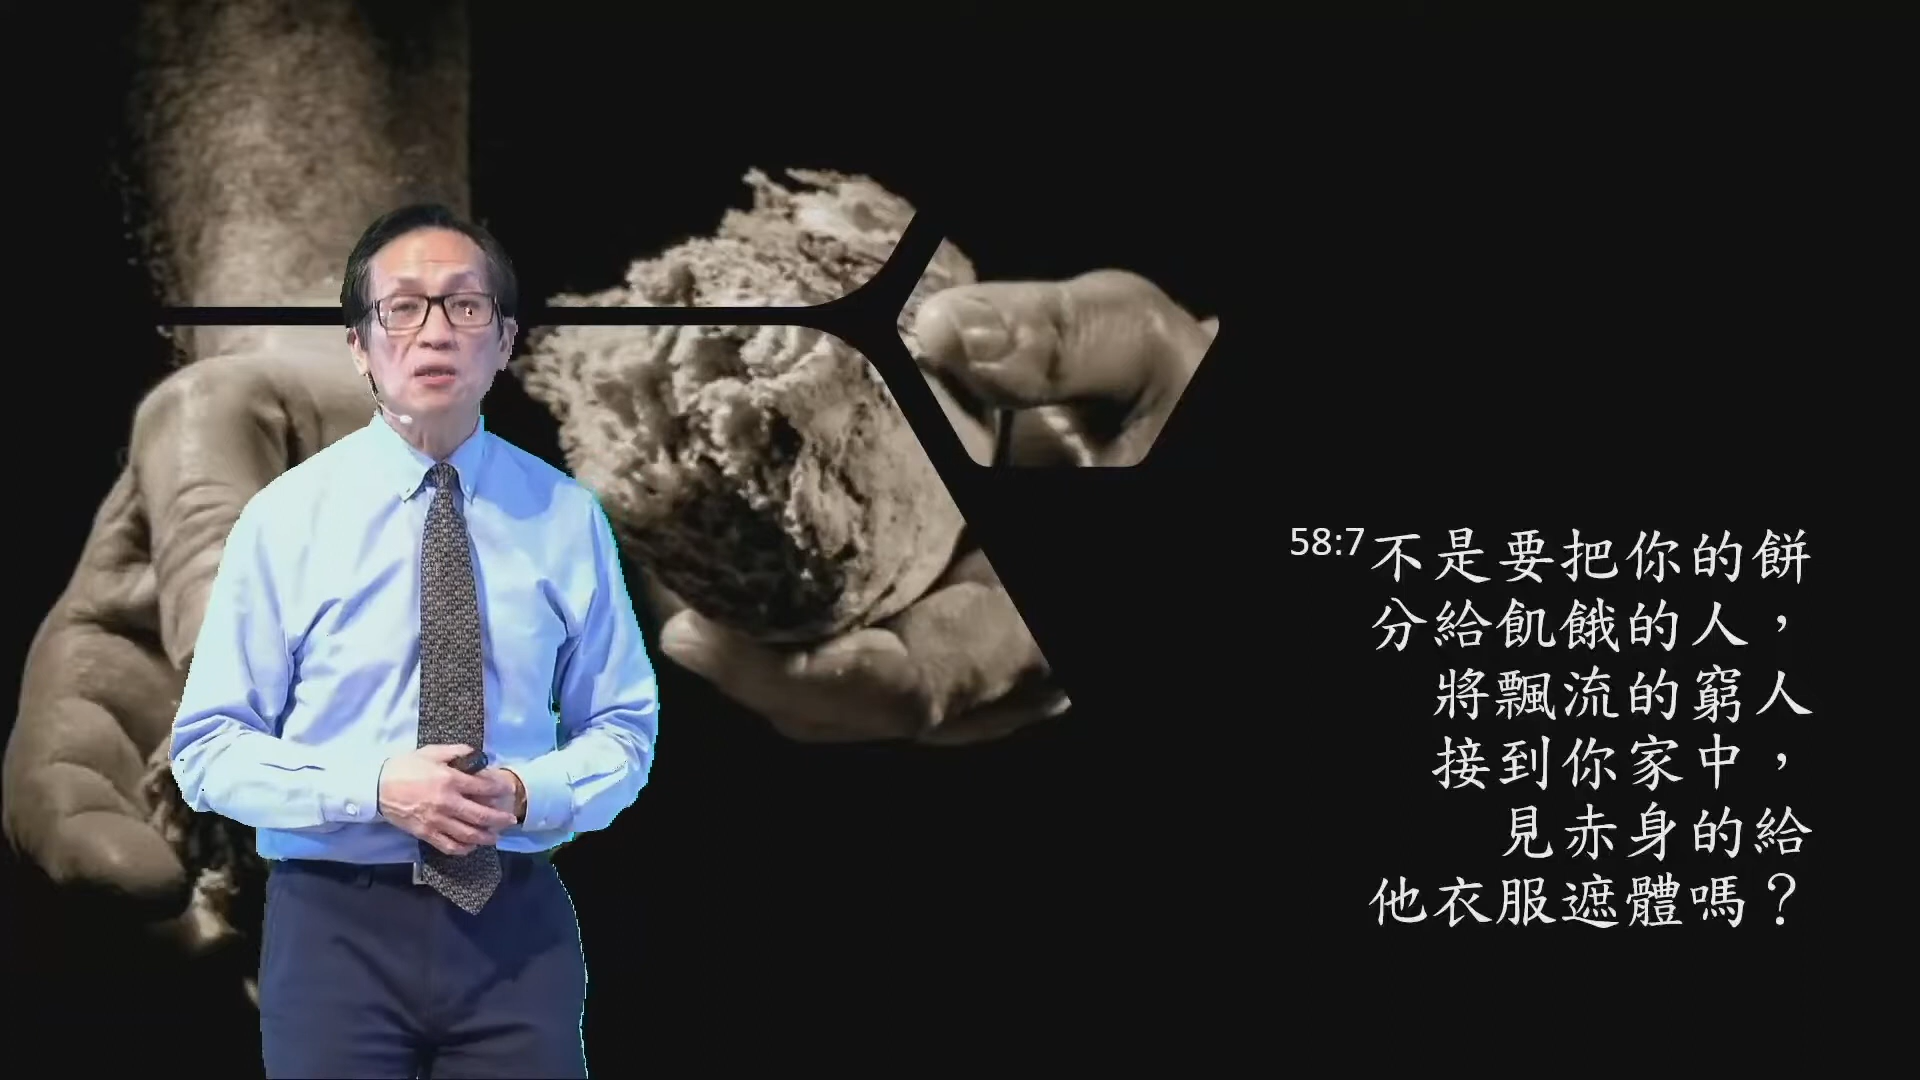 58:7不是要把你的餅
分給飢餓的人，
將飄流的窮人
接到你家中，
見赤身的給
他衣服遮體嗎？